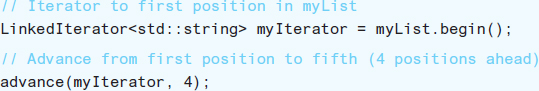 // Iterator to first position in myList
LinkedIterator<std::string> myIterator = myList.begin();
// Advance from first position to fifth (4 positions ahead)
advance(myIterator, 4);